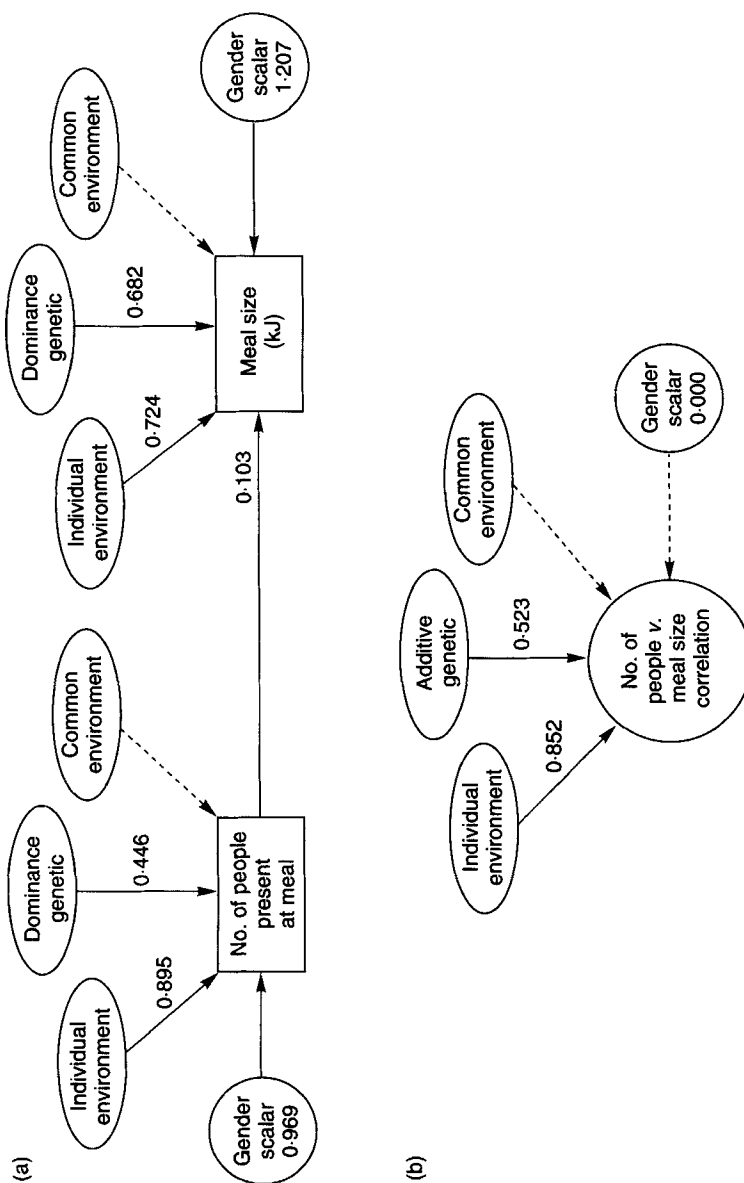 (a)
Individual
environment
Dominance
genetic
Common
environment
0·895
0·446
No. of people
present
at meal
Gender
scalar
0·969
0·103
Individual
environment
Dominance
genetic
Common
environment
0·724
0·682
Meal size
(kJ)
Gender
scalar
1·207
(b)
Individual
environment
Additive
genetic
Common
environment
0·852
0·523
No. of
people v.
meal size
correlation
Gender
scalar
0·000